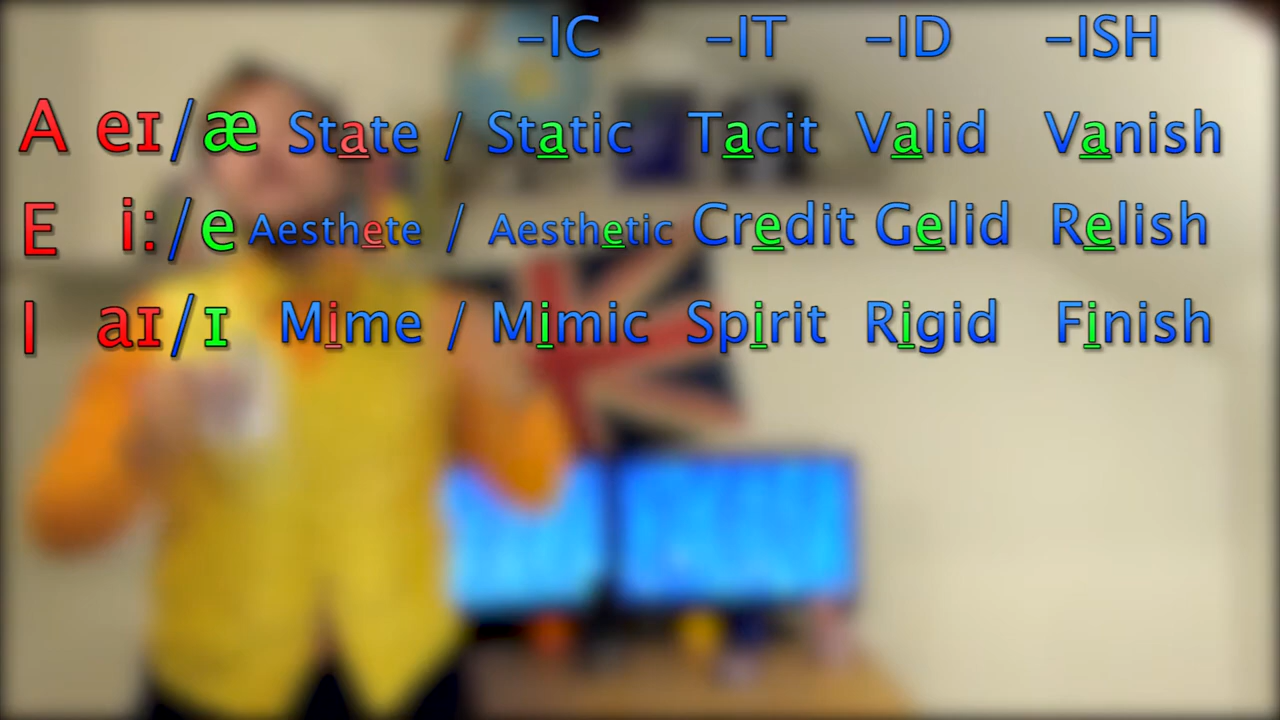 –IC –IT –ID –ISH
A eɪ/æ State / Static Tacit Valid Vanish
E i:/e Aesthete / Aesthetic Credit Gelid Relish
I aɪ/ɪ Mime / Mimic Spirit Rigid Finish